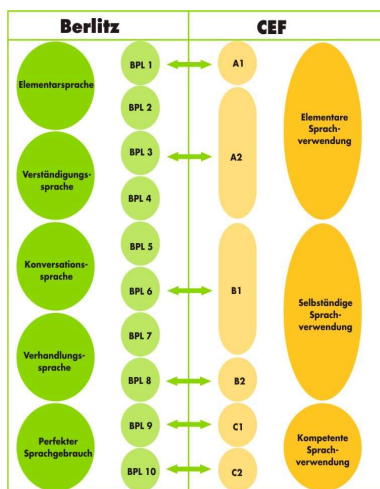 Berlitz
CEF
Elementarsprache
BPL 1
BPL 2
Verständigungs-
sprache
BPL 3
BPL 4
Konversations-
sprache
BPL 5
BPL 6
Verhandlungs-
sprache
BPL 7
BPL 8
Perfekter
Sprachgebrauch
BPL 9
BPL 10
A1
A2
B1
B2
C1
C2
Elementare
Sprach-
verwendung
Selbständige
Sprach-
verwendung
Kompetente
Sprach-
verwendung